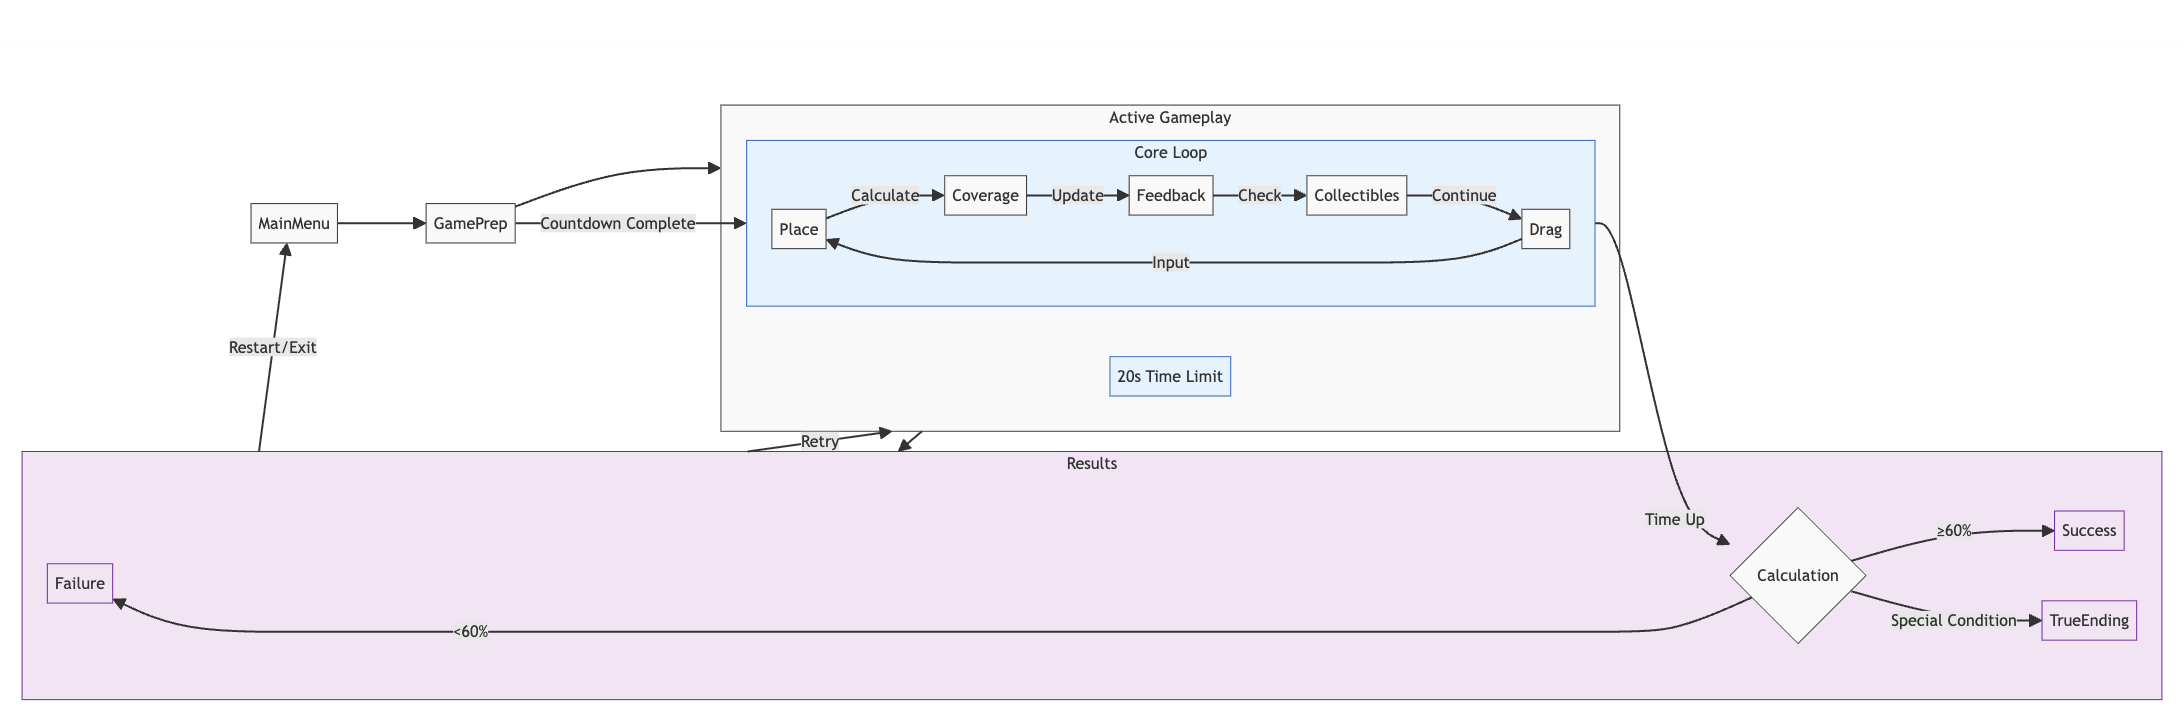 Active Gameplay
Core Loop
Calculate
Coverage
Update
Feedback
Check
Collectibles
Continue
MainMenu
GamePrep
Countdown Complete
Place
Drag
Input
Restart/Exit
20s Time Limit
Retry
Results
Time Up
≥60%
Success
Calculation
Failure
Special Condition
TrueEnding
<60%